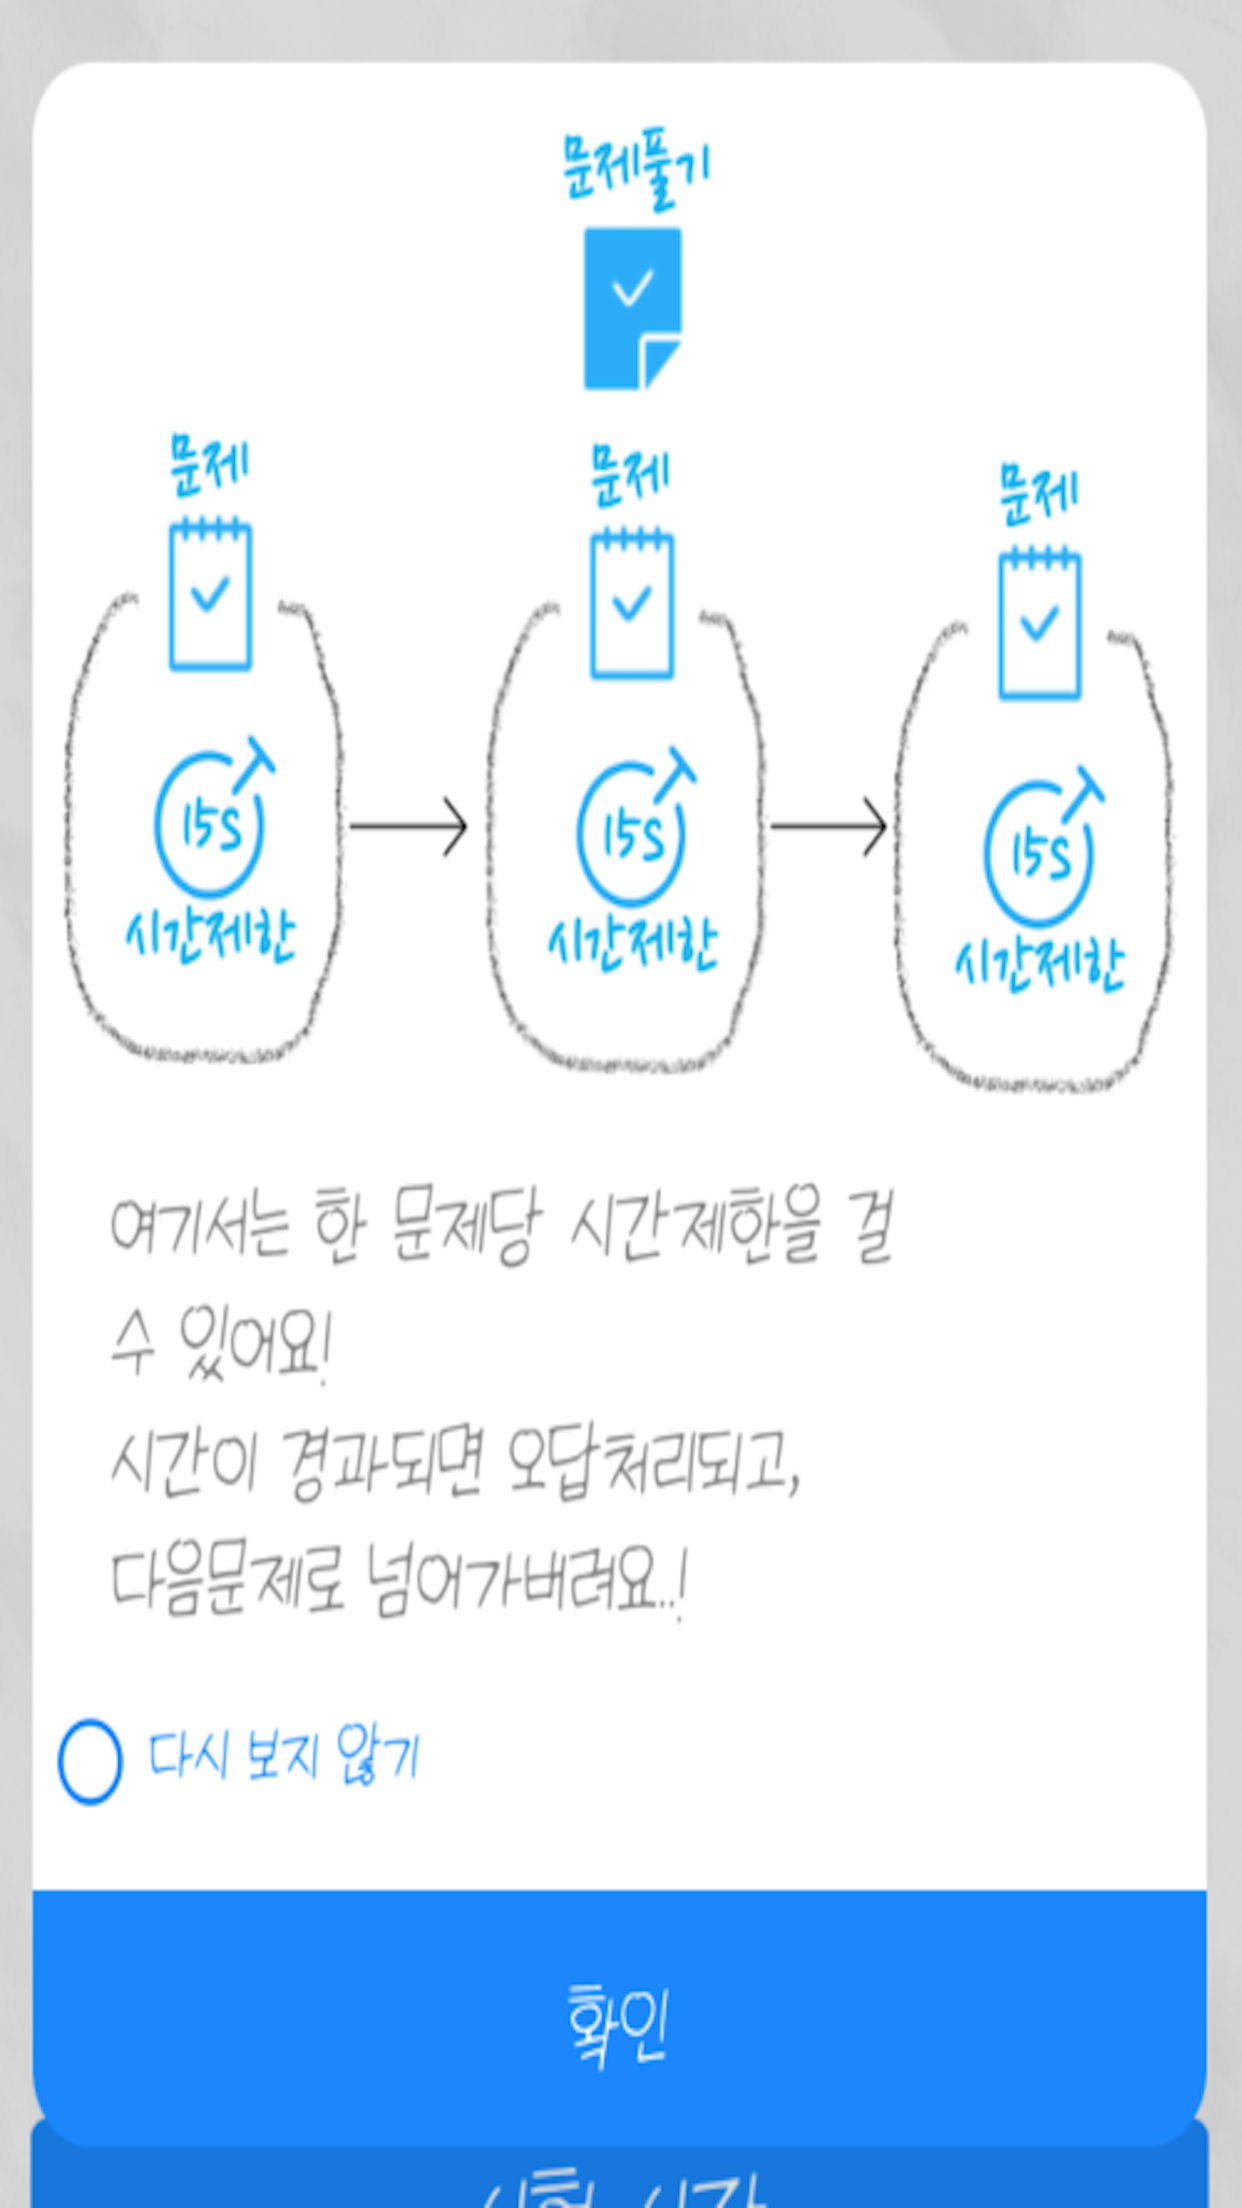 문제풀기
문제
문제
문제
15S
15S
15S
시간제한
시간제한
시간제한
여기서는 한 문제당 시간제한을 걸
수 있어요!
시간이 경과되면 오답처리되고,
다음문제로 넘어가버려요..!
다시 보지 않기
확인